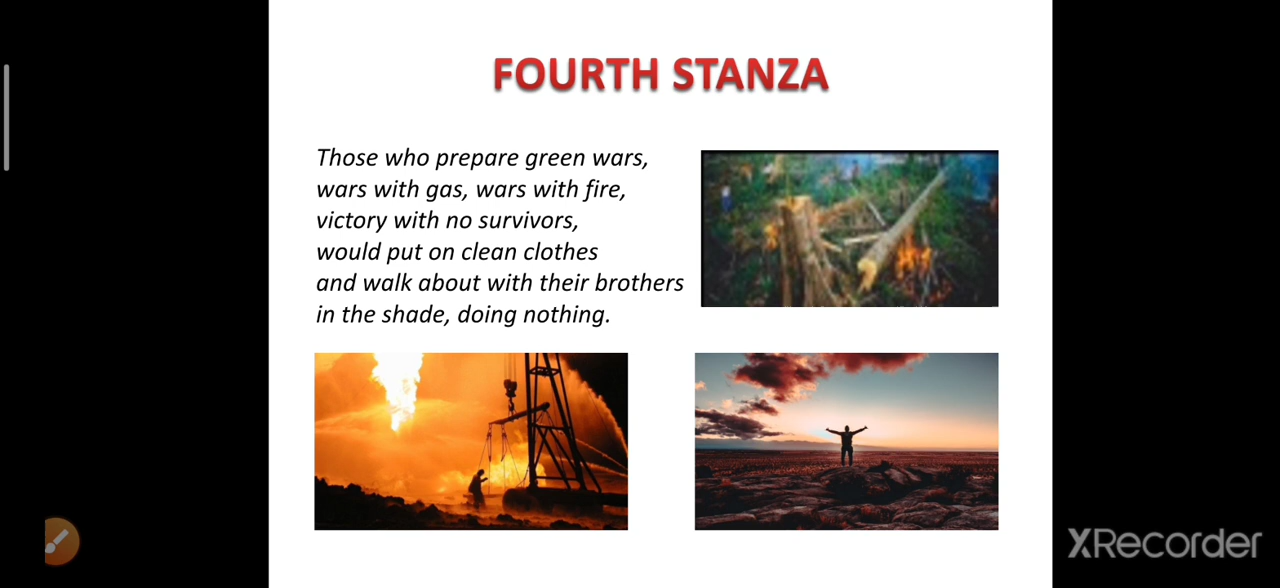 FOURTH STANZA
Those who prepare green wars,
wars with gas, wars with fire,
victory with no survivors,
would put on clean clothes
and walk about with their brothers
in the shade, doing nothing.
XRecorder